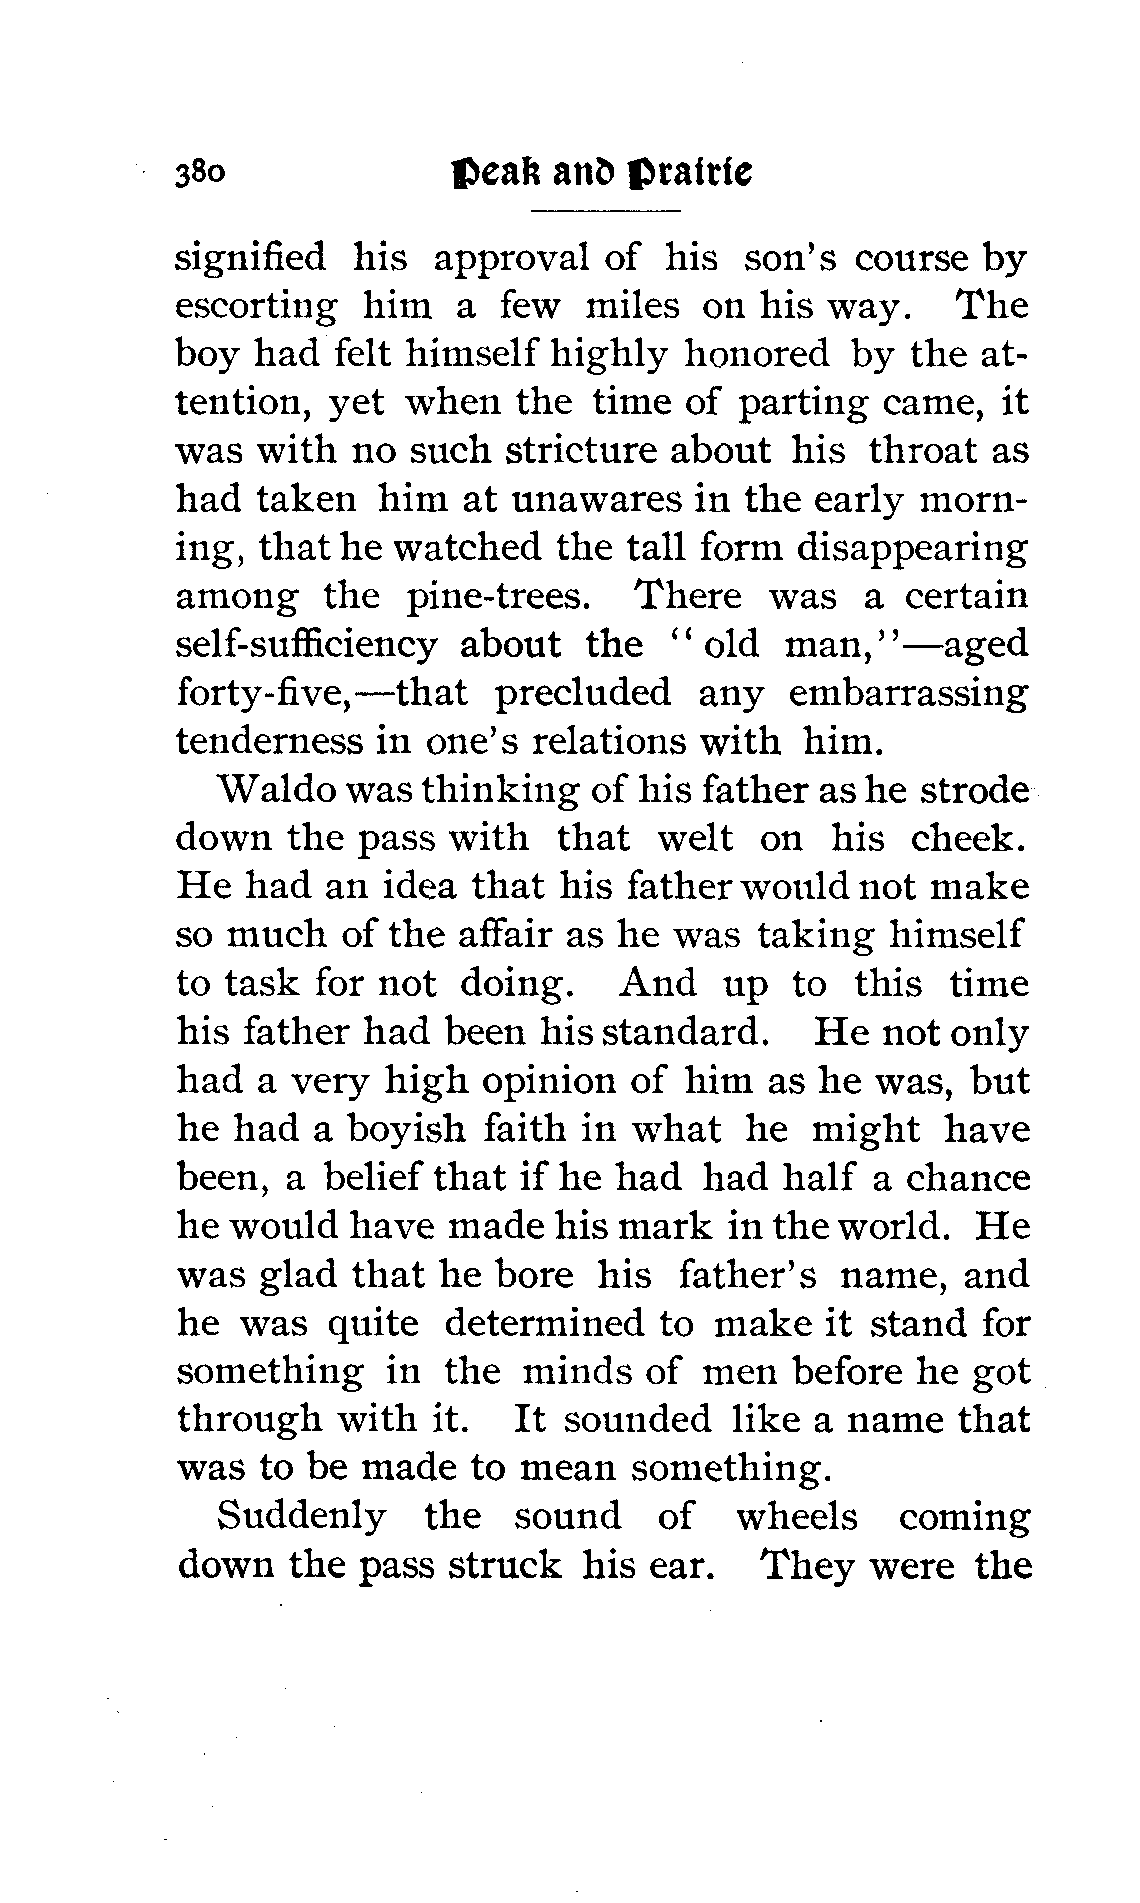 380 Peak and Prairie
signified his approval of his son's course by
escorting him a few miles on his way. The
boy had felt himself highly honored by the at-
tention, yet when the time of parting came, it
was with no such stricture about his throat as
had taken him at unawares in the early morn-
ing, that he watched the tall form disappearing
among the pine-trees. There was a certain
self-sufficiency about the "old man,"—aged
forty-five,—that precluded any embarrassing
tenderness in one's relations with him.
Waldo was thinking of his father as he strode
down the pass with that welt on his cheek.
He had an idea that his father would not make
so much of the affair as he was taking himself
to task for not doing. And up to this time
his father had been his standard. He not only
had a very high opinion of him as he was, but
he had a boyish faith in what he might have
been, a belief that if he had had half a chance
he would have made his mark in the world. He
was glad that he bore his father's name, and
he was quite determined to make it stand for
something in the minds of men before he got
through with it. It sounded like a name that
was to be made to mean something.
Suddenly the sound of wheels coming
down the pass struck his ear. They were the